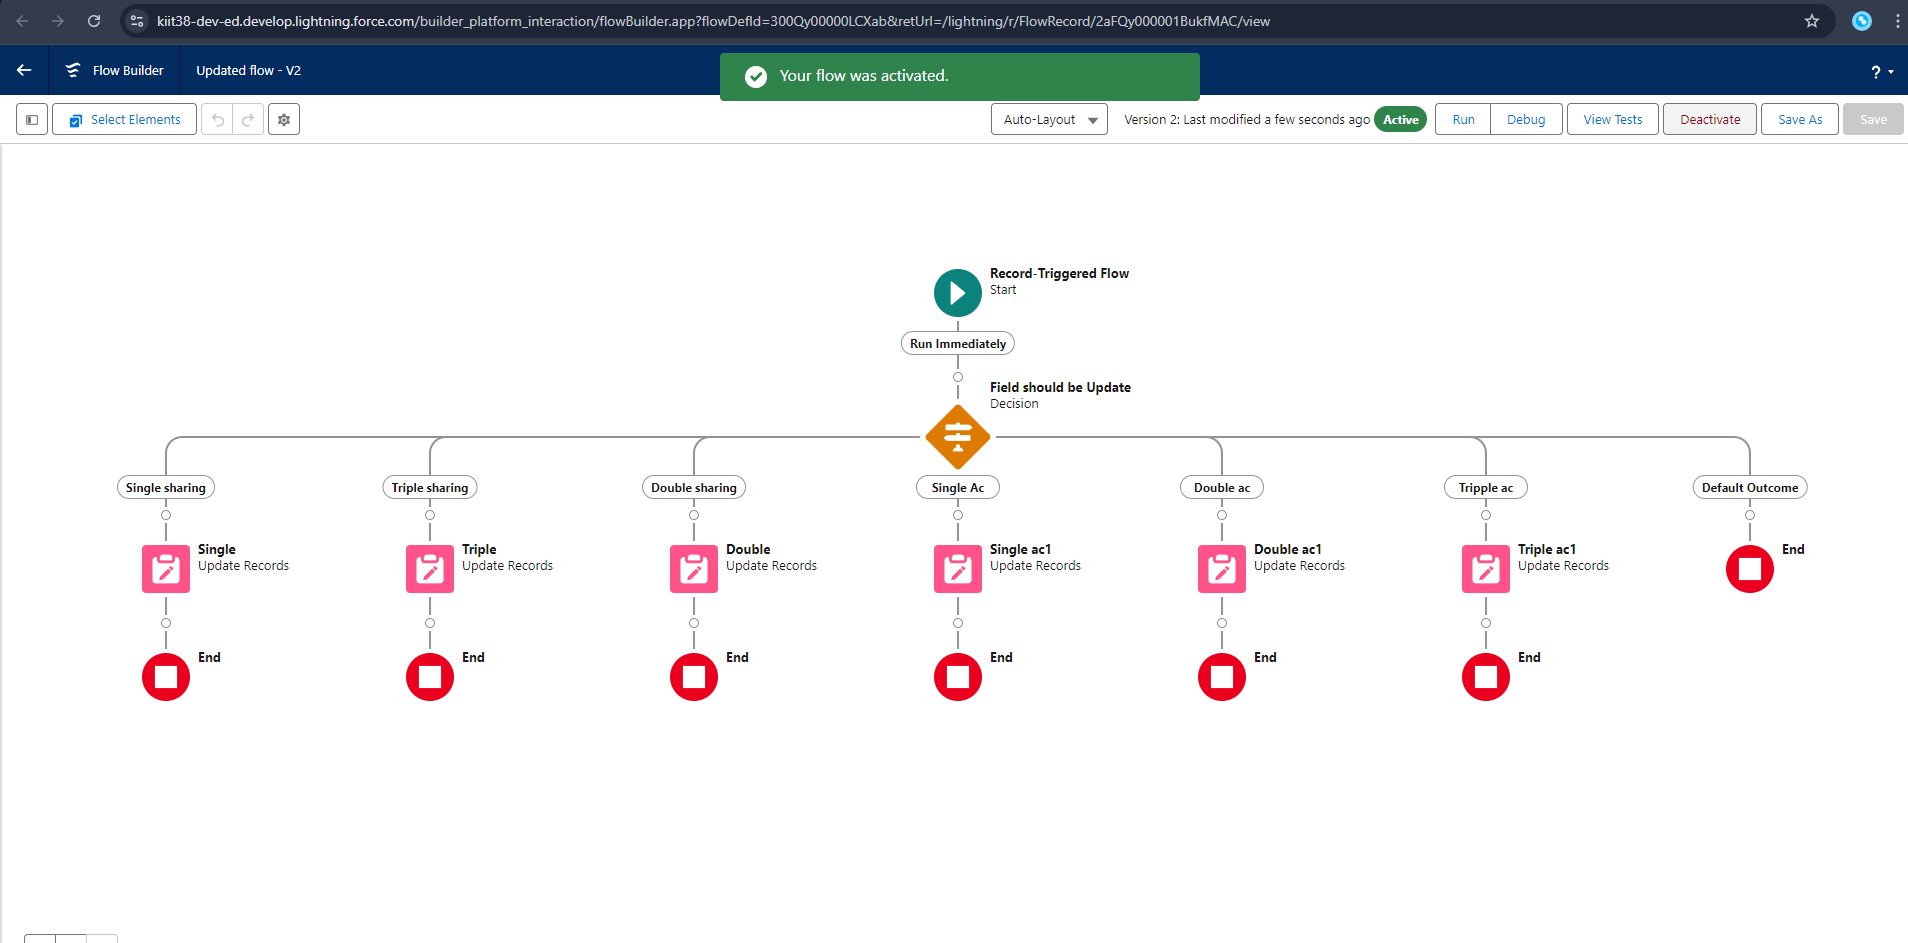 kiit38-dev-ed.develop.lightning.force.com/builder_platform_interaction/flowBuilder.app?flowDefId=300Qy00000LCXab&retUrl=/lightning/r/FlowRecord/2aFQy000001BukfMAC/view
Flow Builder
Updated flow - V2
Your flow was activated.
?
Select Elements
Auto-Layout
Version 2: Last modified a few seconds ago
Active
Run
Debug
View Tests
Deactivate
Save As
Save
Record-Triggered Flow
Start
Run Immediately
Field should be Update
Decision
Single sharing
Triple sharing
Double sharing
Single Ac
Double ac
Tripple ac
Default Outcome
Single
Update Records
Triple
Update Records
Double
Update Records
Single ac1
Update Records
Double ac1
Update Records
Triple ac1
Update Records
End
End
End
End
End
End
End